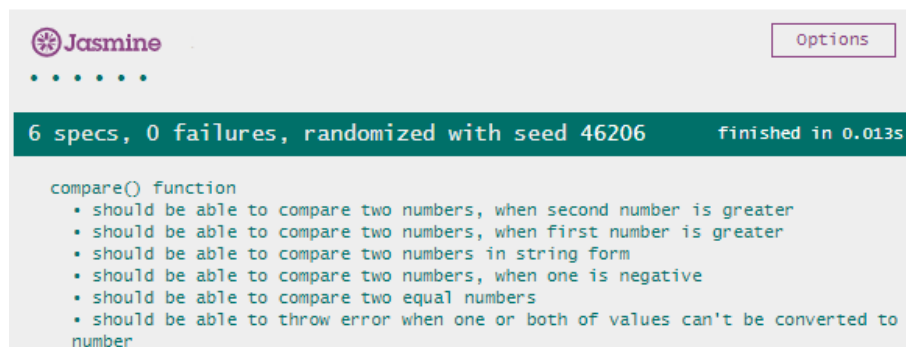 Jasmine
Options
• • • • • •
6 specs, 0 failures, randomized with seed 46206 finished in 0.013s
compare() function
• should be able to compare two numbers, when second number is greater
• should be able to compare two numbers, when first number is greater
• should be able to compare two numbers in string form
• should be able to compare two numbers, when one is negative
• should be able to compare two equal numbers
• should be able to throw error when one or both of values can't be converted to
number